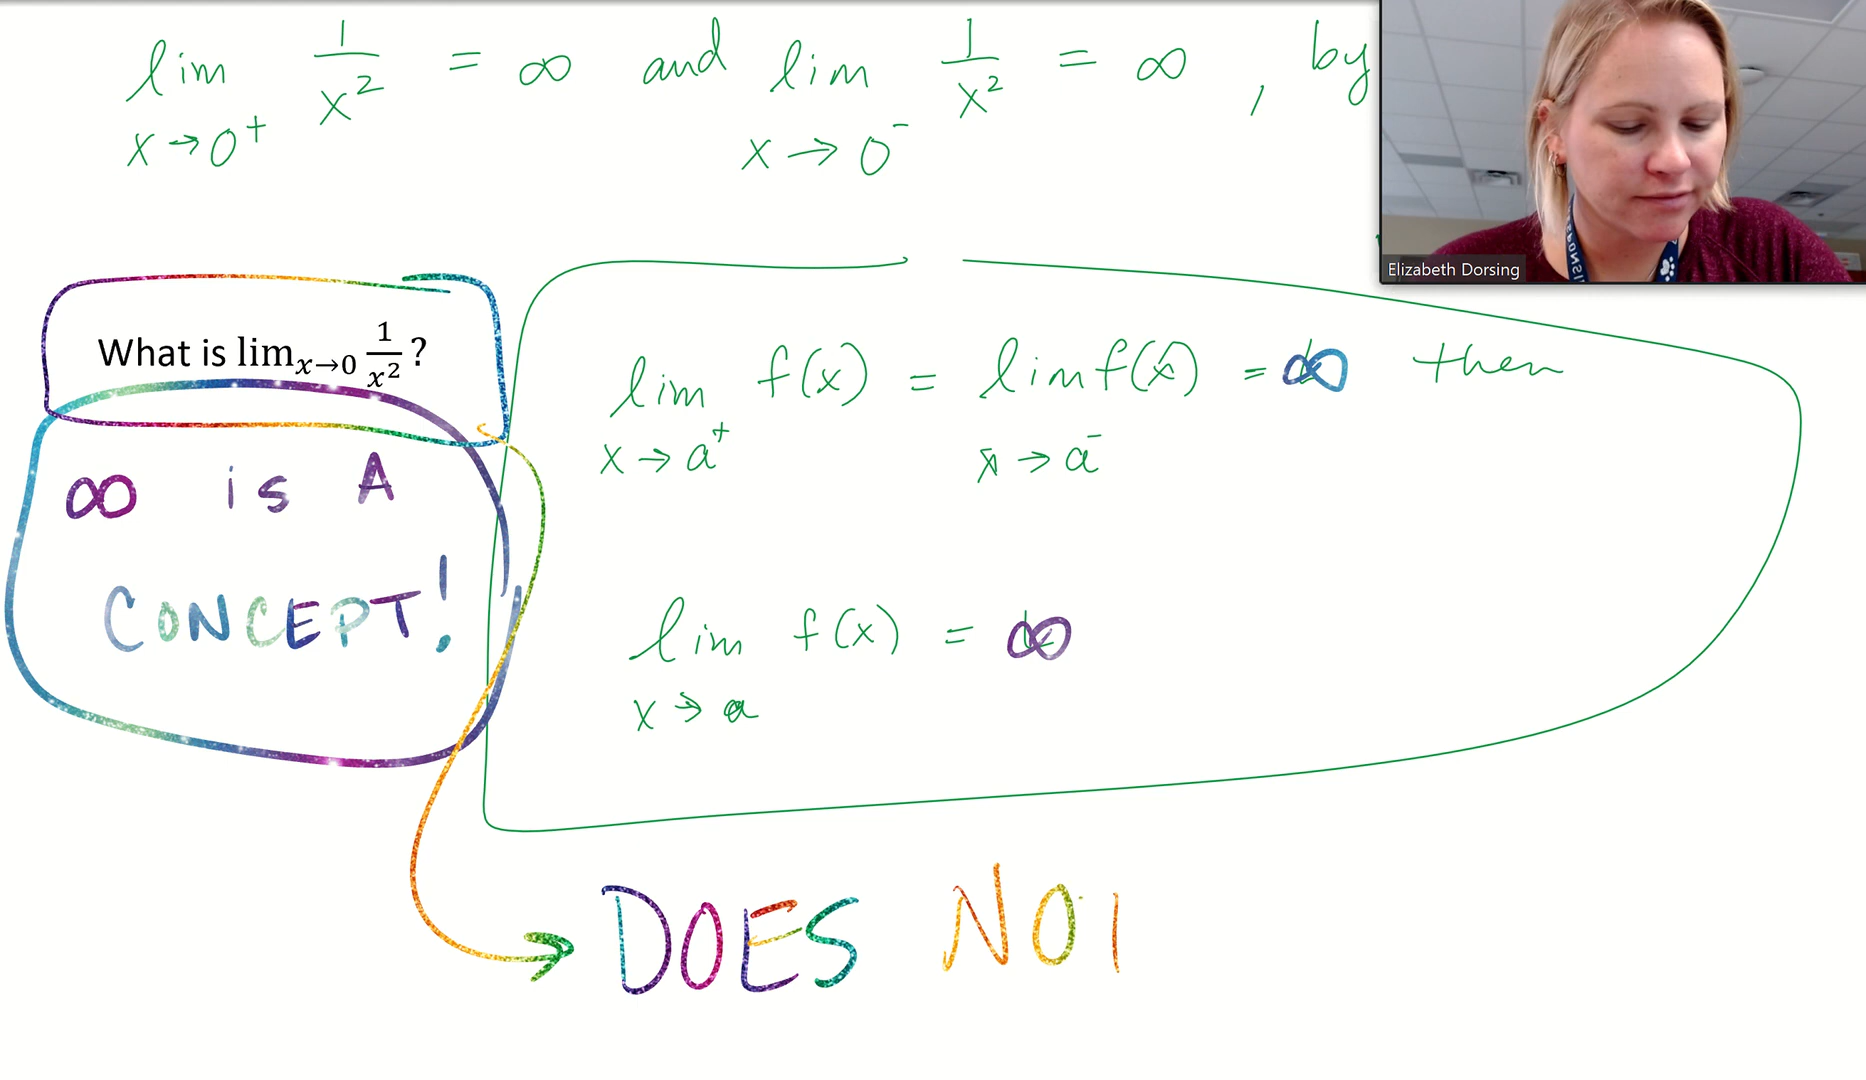 lim 1/x² = ∞ and lim 1/x² = ∞ , by
x→0⁺ x→0⁻
Elizabeth Dorsing
What is lim x→0 1/x² ?
∞ is A
CONCEPT!
lim f(x) = lim f(x) = ∞ then
x→a⁺ x→a⁻
lim f(x) = ∞
x→a
DOES NOT